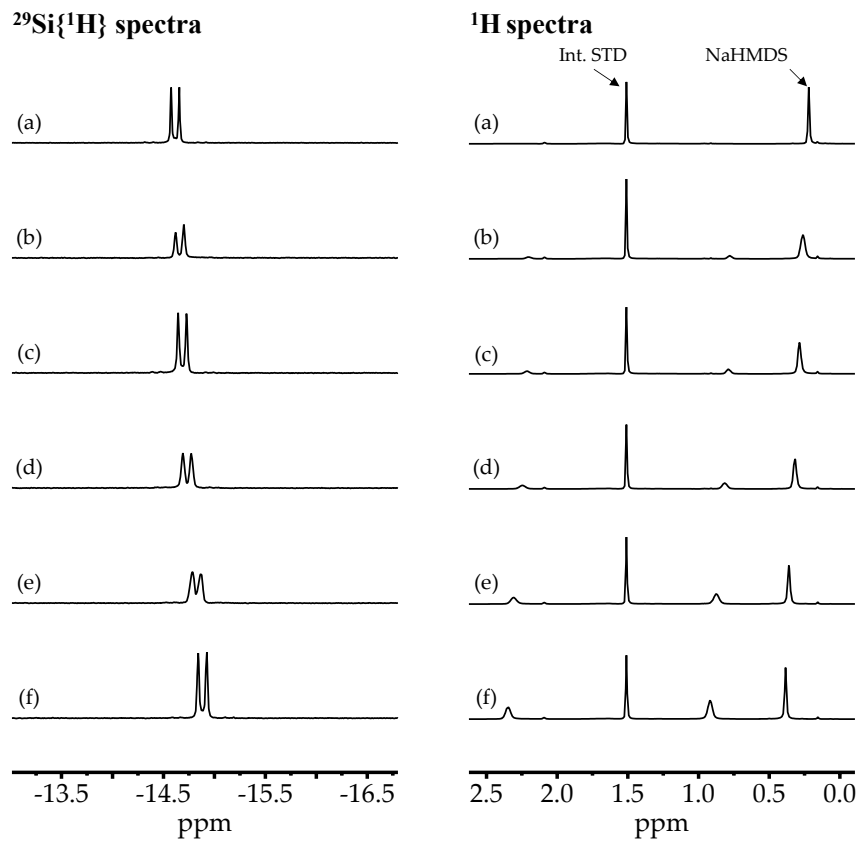 ²⁹Si{¹H} spectra
¹H spectra
Int. STD
NaHMDS
(a)
(a)
(b)
(b)
(c)
(c)
(d)
(d)
(e)
(e)
(f)
(f)
-13.5 -14.5 -15.5 -16.5
2.5 2.0 1.5 1.0 0.5 0.0
ppm
ppm